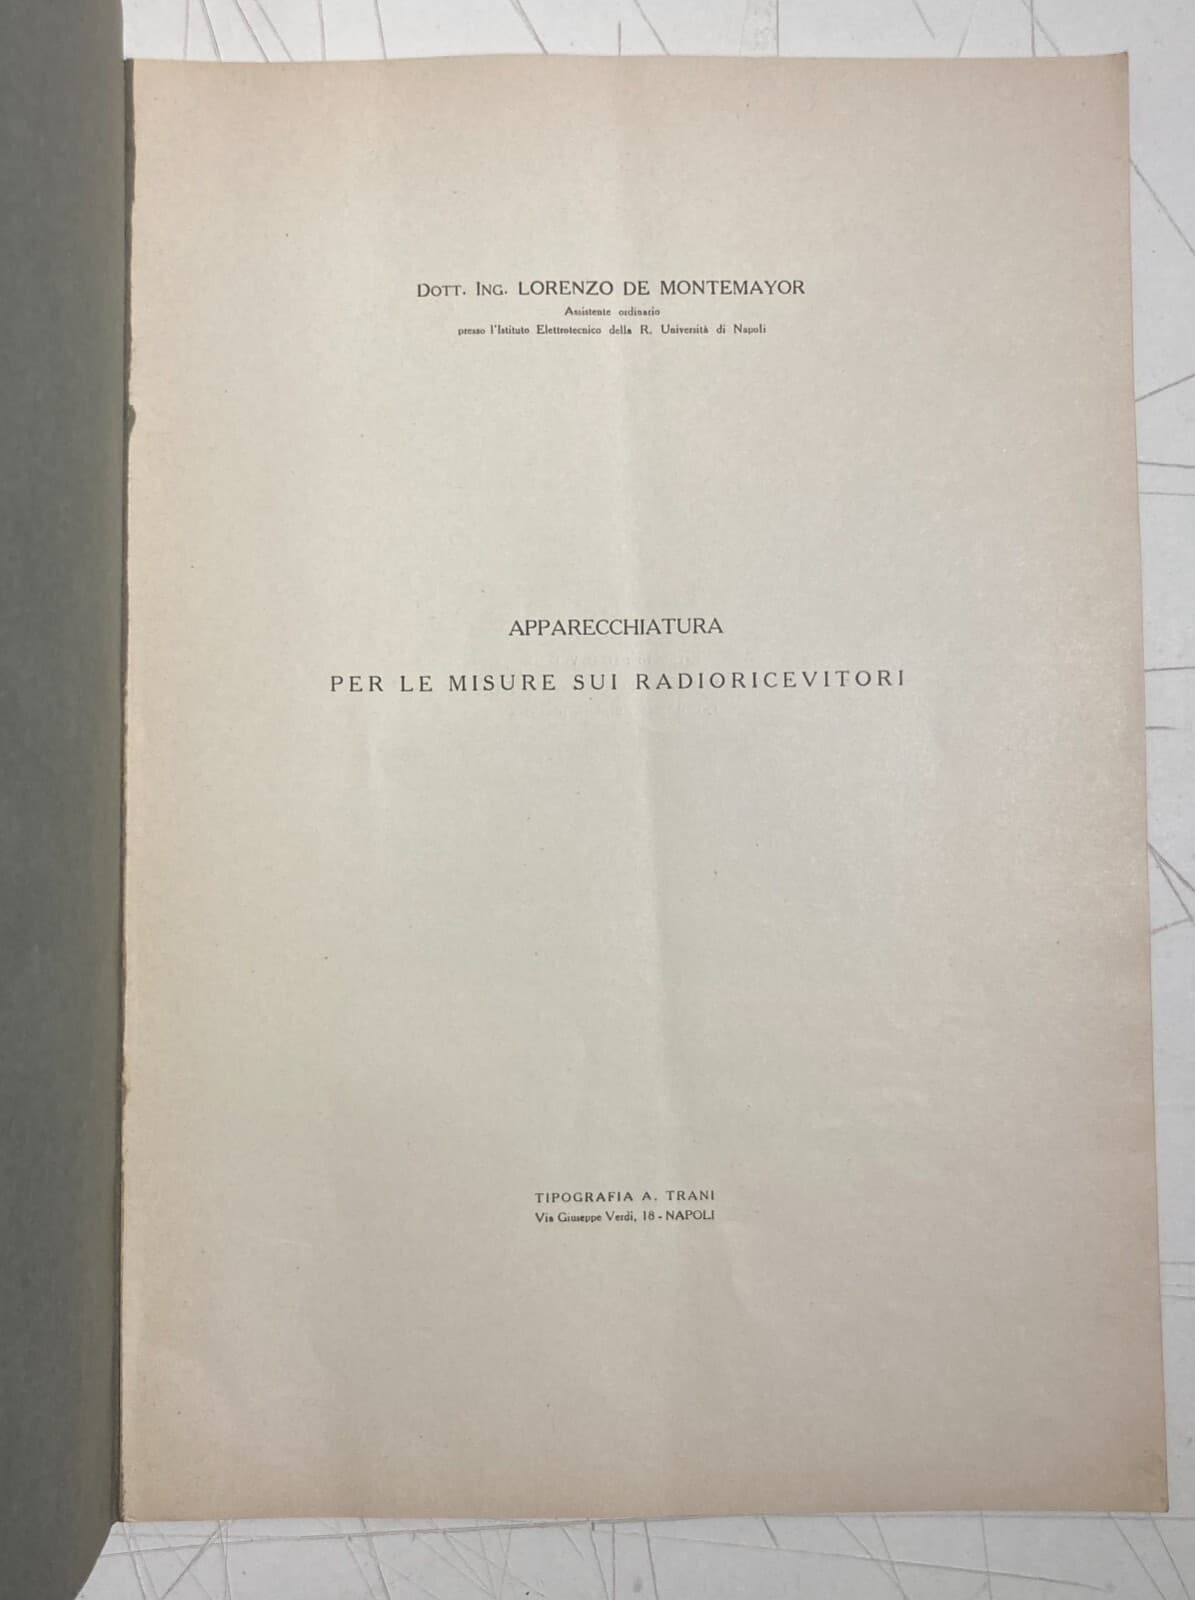 Dott. Ing. LORENZO DE MONTEMAYOR
Assistente ordinario
presso l'Istituto Elettrotecnico della R. Università di Napoli
APPARECCHIATURA
PER LE MISURE SUI RADIORICEVITORI
TIPOGRAFIA A. TRANI
Via Giuseppe Verdi, 18 - NAPOLI